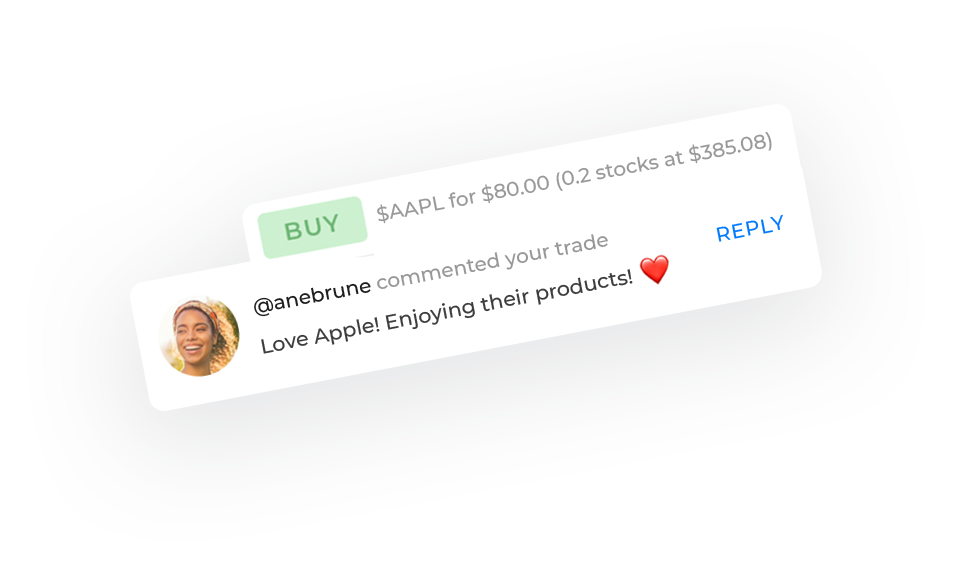 BUY $AAPL for $80.00 (0.2 stocks at $385.08)
@anebrune commented your trade
REPLY
Love Apple! Enjoying their products! ❤️